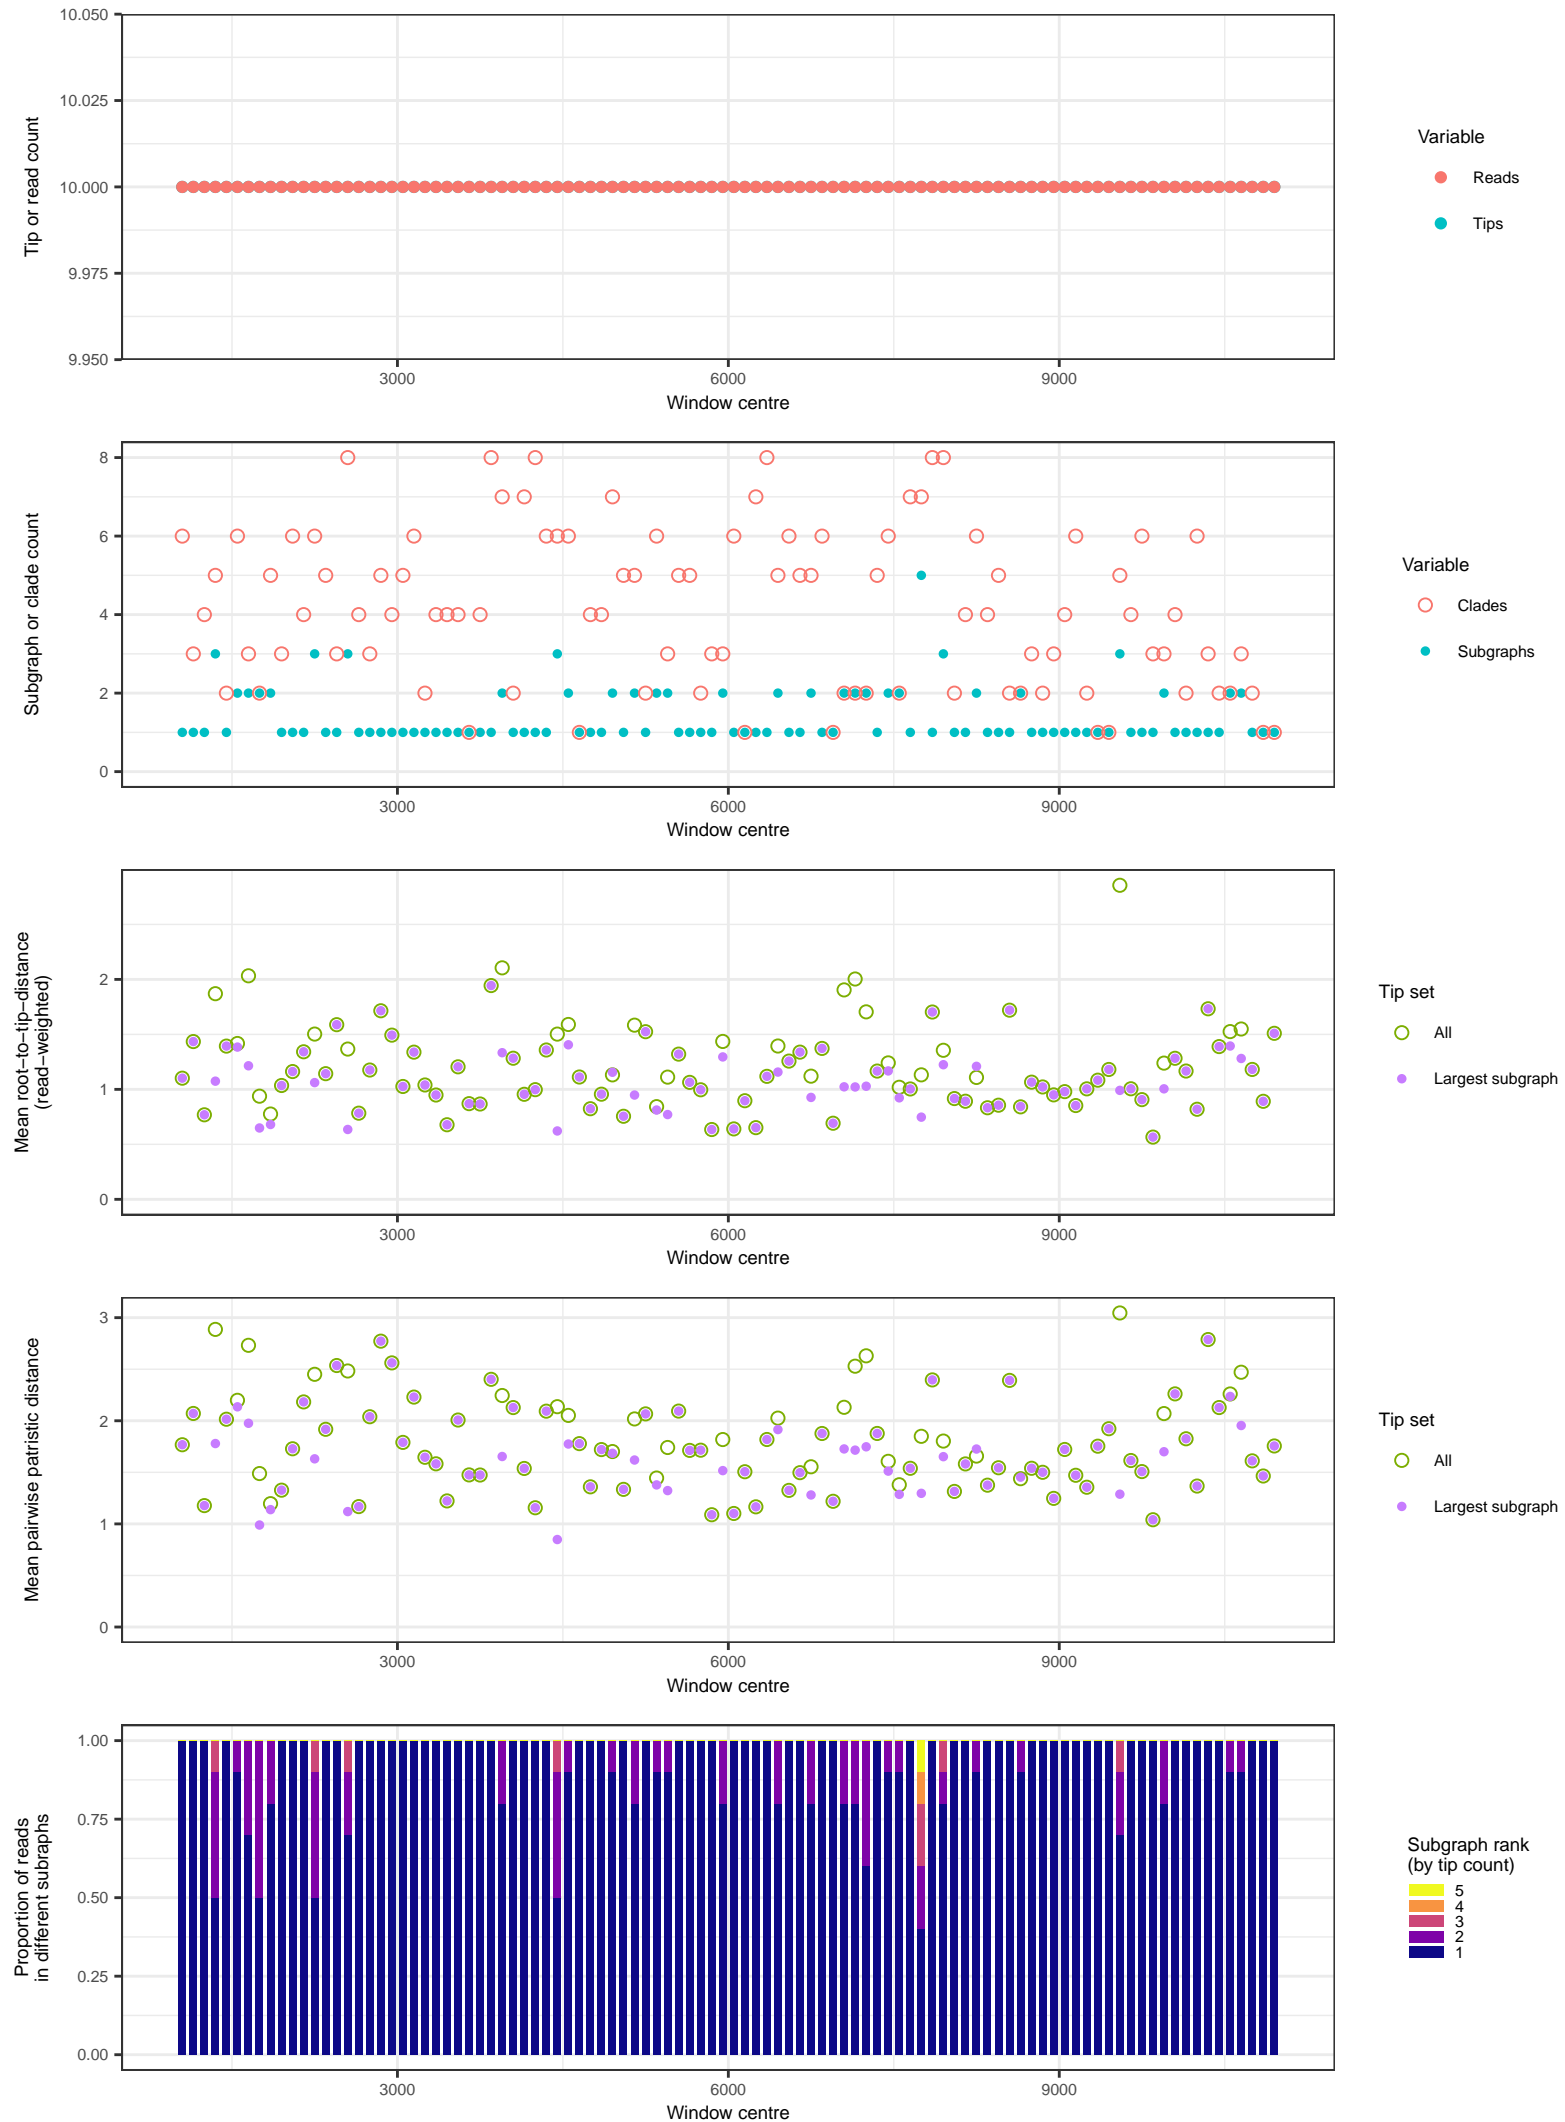 10.050
10.025
10.000
9.975
9.950
Tip or read count
3000 6000 9000
Window centre
Variable
Reads
Tips
8
6
4
2
0
Subgraph or clade count
3000 6000 9000
Window centre
Variable
Clades
Subgraphs
2
1
0
Mean root−to−tip−distance
(read−weighted)
3000 6000 9000
Window centre
Tip set
All
Largest subgraph
3
2
1
0
Mean pairwise patristic distance
3000 6000 9000
Window centre
Tip set
All
Largest subgraph
1.00
0.75
0.50
0.25
0.00
Proportion of reads
in different subraphs
3000 6000 9000
Window centre
Subgraph rank
(by tip count)
5
4
3
2
1